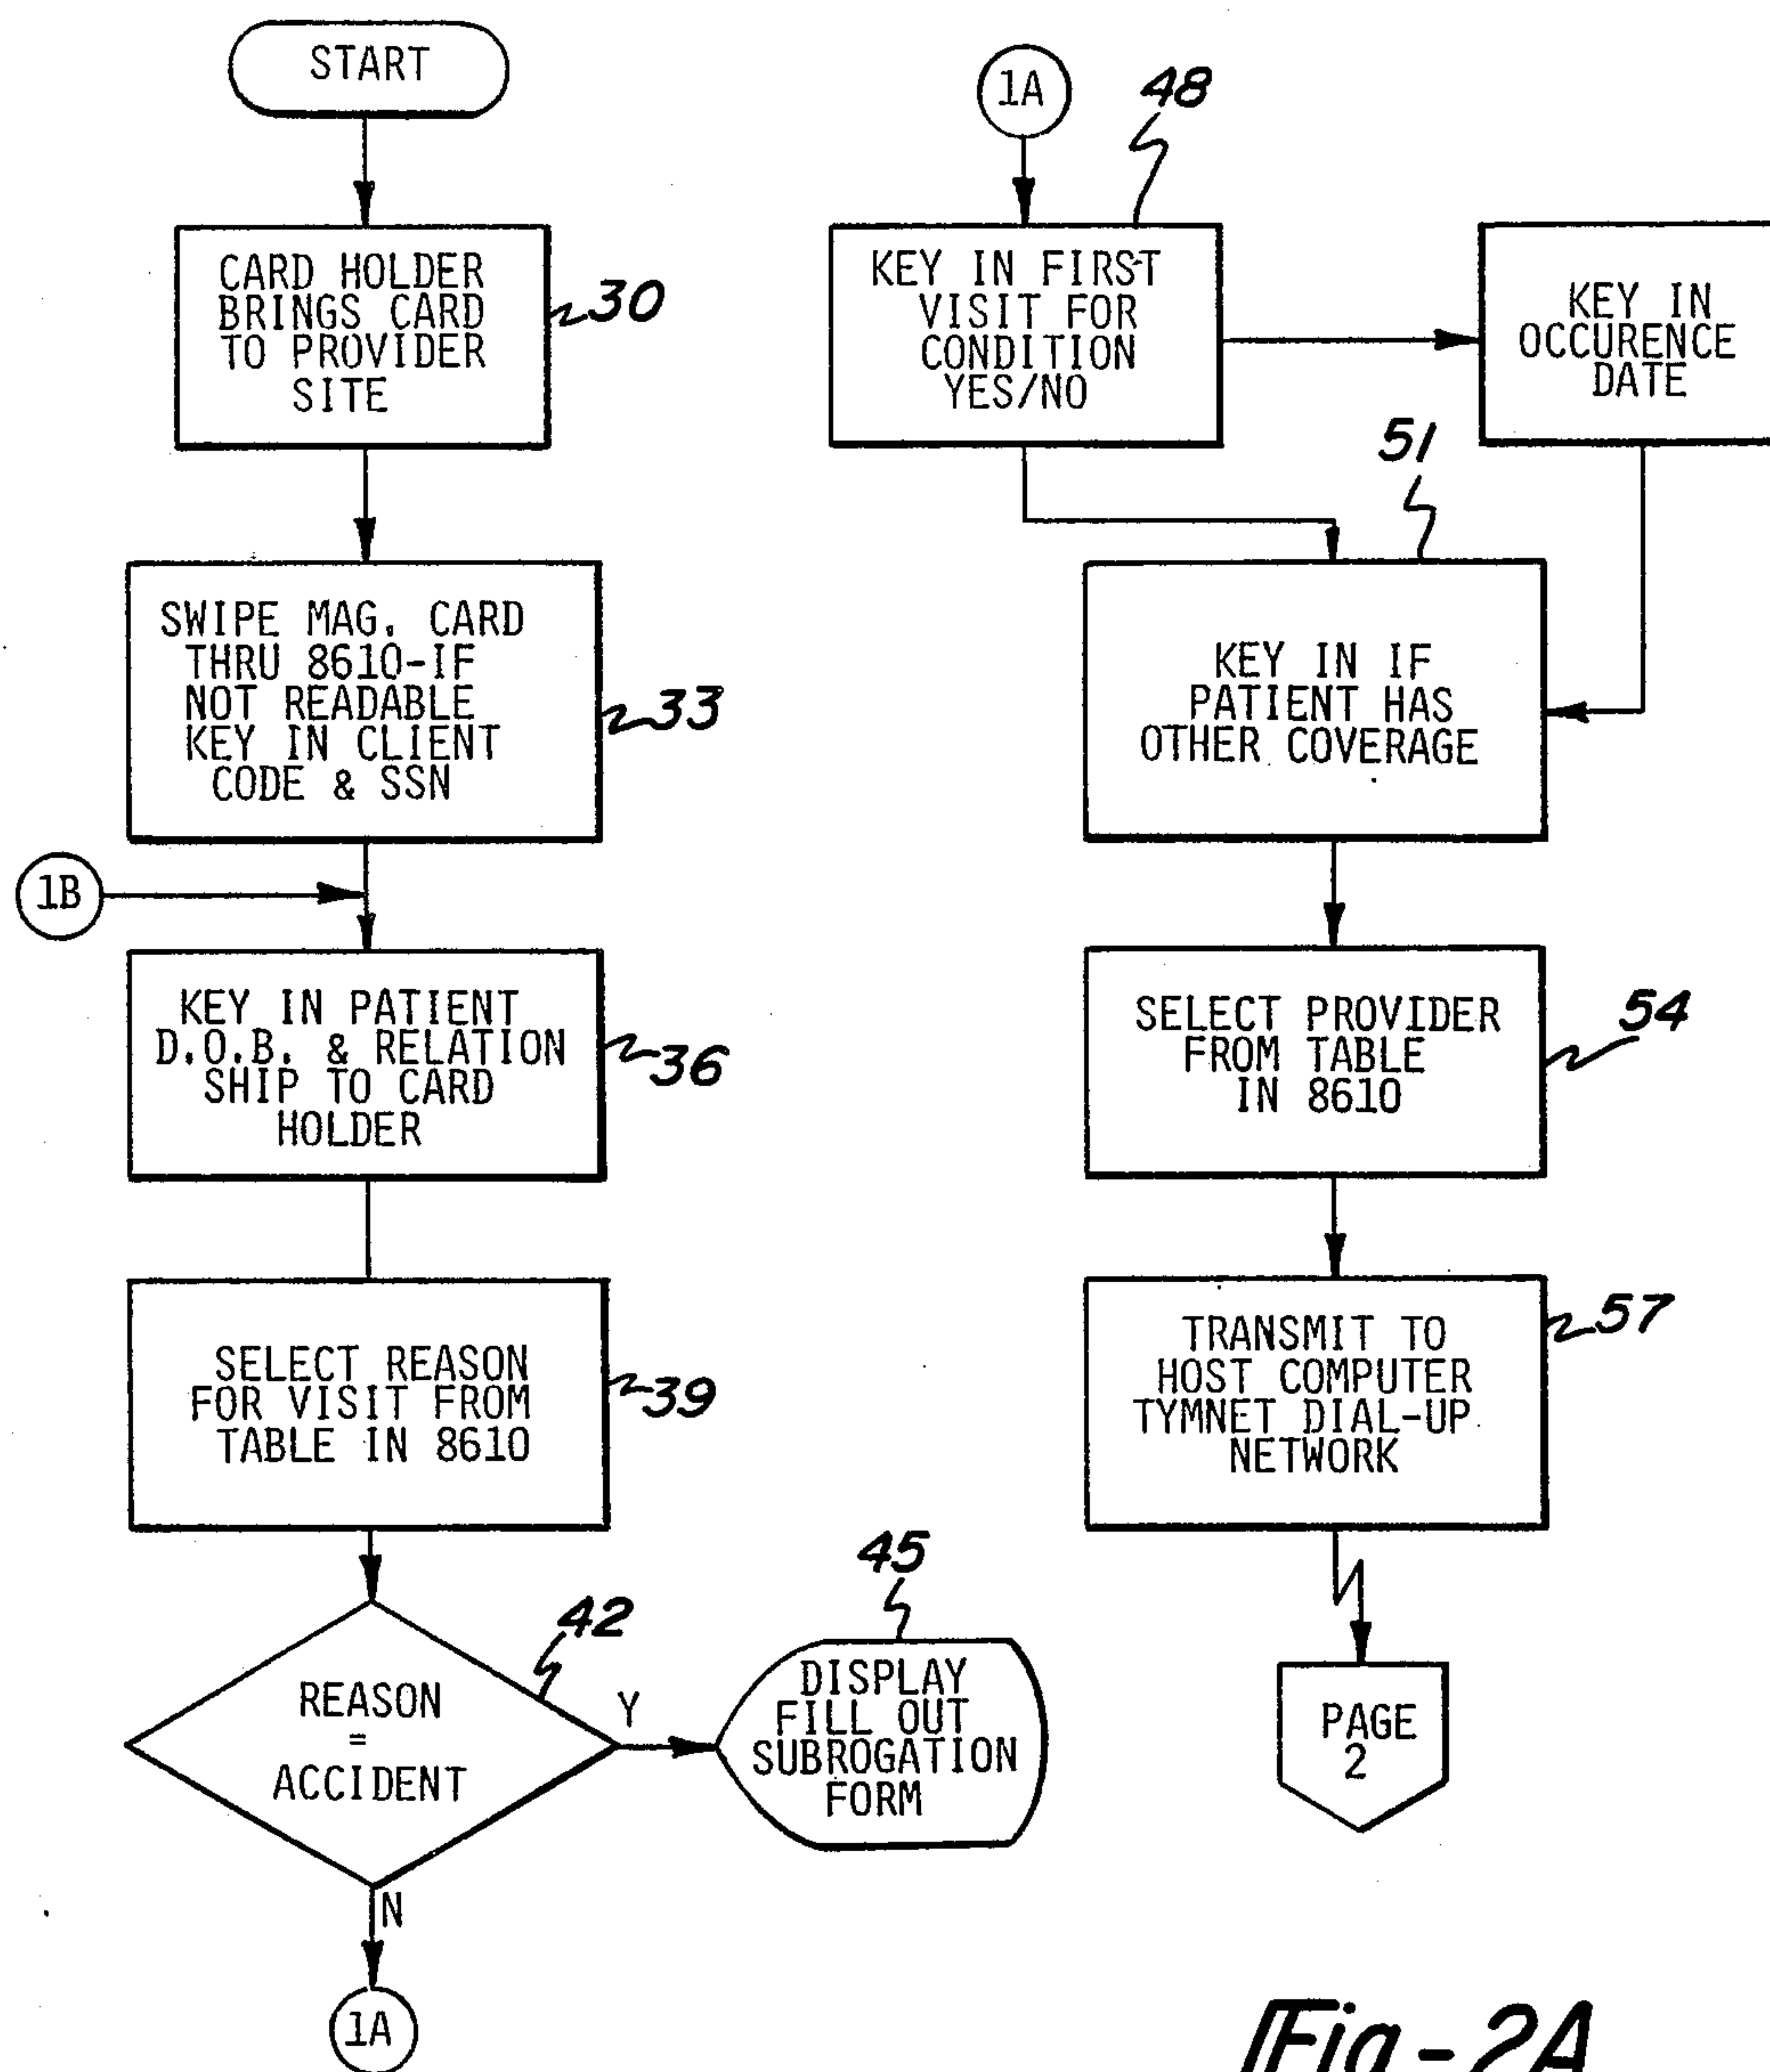 START
CARD HOLDER
BRINGS CARD
TO PROVIDER
SITE
30
SWIPE MAG. CARD
THRU 8610-IF
NOT READABLE
KEY IN CLIENT
CODE & SSN
33
1B
KEY IN PATIENT
D.O.B. & RELATION
SHIP TO CARD
HOLDER
36
SELECT REASON
FOR VISIT FROM
TABLE IN 8610
39
REASON
=
ACCIDENT
42
Y
45
DISPLAY
FILL OUT
SUBROGATION
FORM
N
1A
1A
48
KEY IN FIRST
VISIT FOR
CONDITION
YES/NO
KEY IN
OCCURENCE
DATE
51
KEY IN IF
PATIENT HAS
OTHER COVERAGE
SELECT PROVIDER
FROM TABLE
IN 8610
54
TRANSMIT TO
HOST COMPUTER
TYMNET DIAL-UP
NETWORK
57
PAGE
2
Fig-2A